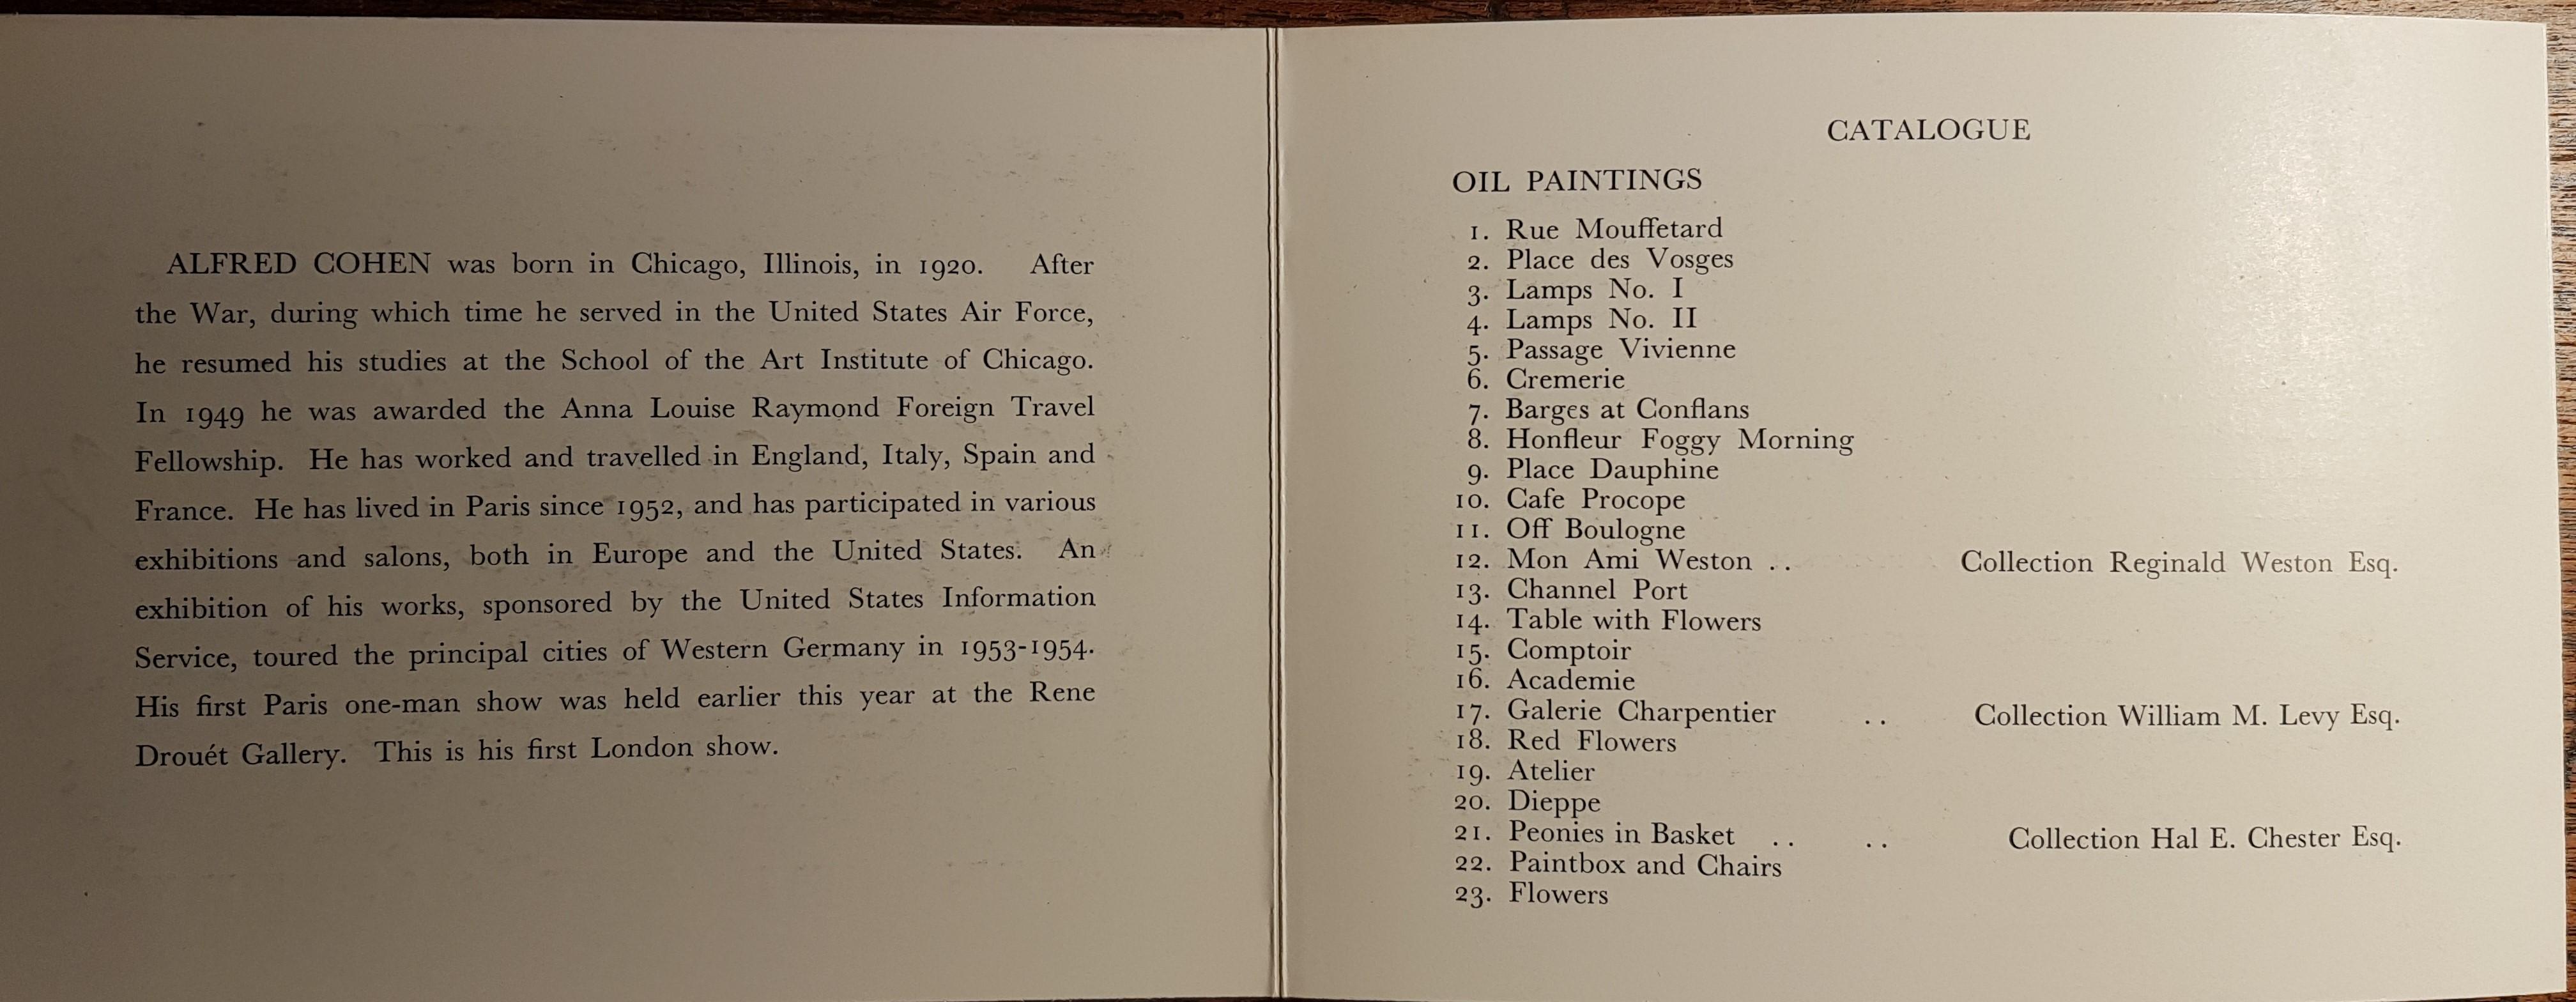 ALFRED COHEN was born in Chicago, Illinois, in 1920. After
the War, during which time he served in the United States Air Force,
he resumed his studies at the School of the Art Institute of Chicago.
In 1949 he was awarded the Anna Louise Raymond Foreign Travel
Fellowship. He has worked and travelled in England, Italy, Spain and
France. He has lived in Paris since 1952, and has participated in various
exhibitions and salons, both in Europe and the United States. An
exhibition of his works, sponsored by the United States Information
Service, toured the principal cities of Western Germany in 1953-1954.
His first Paris one-man show was held earlier this year at the Rene
Drouét Gallery. This is his first London show.
CATALOGUE
OIL PAINTINGS
1. Rue Mouffetard
2. Place des Vosges
3. Lamps No. I
4. Lamps No. II
5. Passage Vivienne
6. Cremerie
7. Barges at Conflans
8. Honfleur Foggy Morning
9. Place Dauphine
10. Cafe Procope
11. Off Boulogne
12. Mon Ami Weston .. Collection Reginald Weston Esq.
13. Channel Port
14. Table with Flowers
15. Comptoir
16. Academie
17. Galerie Charpentier .. Collection William M. Levy Esq.
18. Red Flowers
19. Atelier
20. Dieppe
21. Peonies in Basket .. .. Collection Hal E. Chester Esq.
22. Paintbox and Chairs
23. Flowers